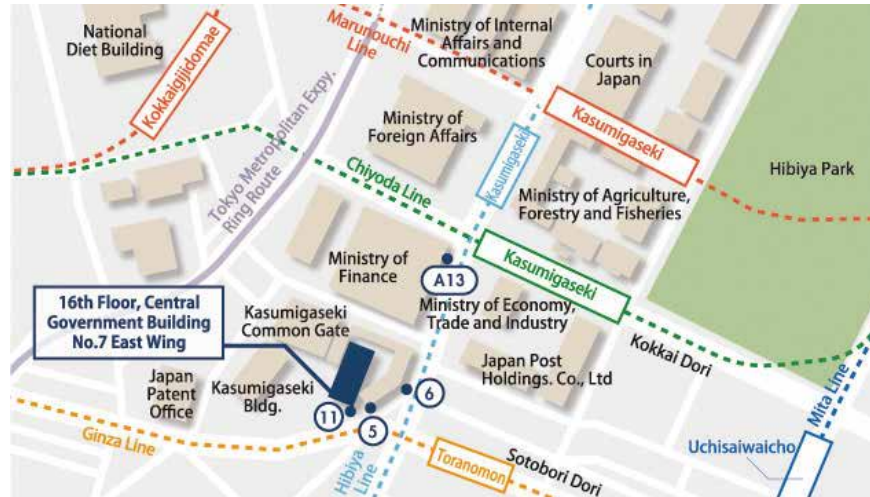 National
Diet Building
Kokkaigijidomae
Marunouchi
Line
Ministry of Internal
Affairs and
Communications
Courts in
Japan
Tokyo Metropolitan Expy.
Ring Route
Ministry of
Foreign Affairs
Kasumigaseki
Kasumigaseki
Hibiya Park
Chiyoda Line
Ministry of Agriculture,
Forestry and Fisheries
Ministry of
Finance
A13
Kasumigaseki
16th Floor, Central
Government Building
No.7 East Wing
Kasumigaseki
Common Gate
Ministry of Economy,
Trade and Industry
Kokkai Dori
Japan Post
Holdings. Co., Ltd
Japan
Patent
Office
Kasumigaseki
Bldg.
11
5
6
Mita Line
Ginza Line
Hibiya
Line
Toranomon
Sotobori Dori
Uchisaiwaicho